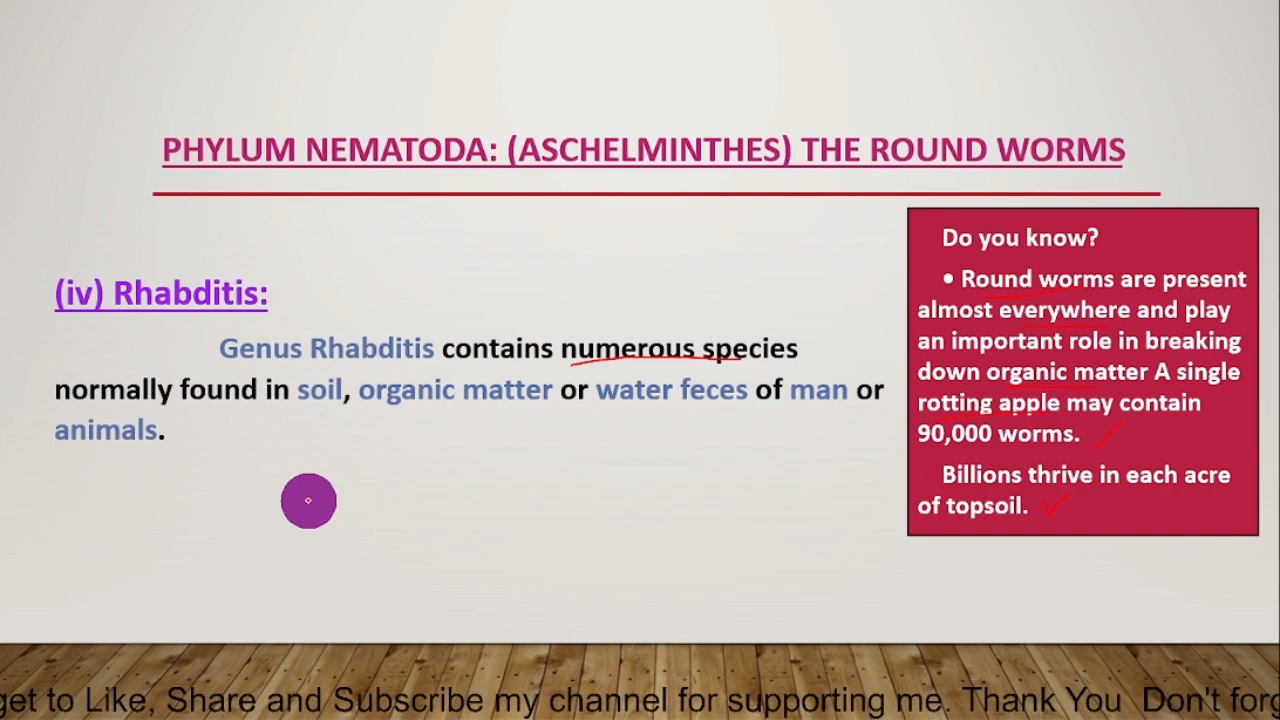 PHYLUM NEMATODA: (ASCHELMINTHES) THE ROUND WORMS
(iv) Rhabditis:
Genus Rhabditis contains numerous species
normally found in soil, organic matter or water feces of man or
animals.
Do you know?
• Round worms are present
almost everywhere and play
an important role in breaking
down organic matter A single
rotting apple may contain
90,000 worms.
Billions thrive in each acre
of topsoil.
get to Like, Share and Subscribe my channel for supporting me. Thank You Don't forg